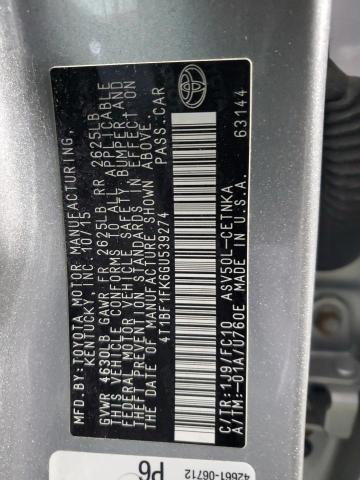 MFD.BY: TOYOTA MOTOR MANUFACTURING,
KENTUCKY INC. 10/15
GVWR 4630LB GAWR FR 2625LB RR 2625LB
THIS VEHICLE CONFORMS TO ALL APPLICABLE
FEDERAL MOTOR VEHICLE SAFETY, BUMPER, AND
THEFT PREVENTION STANDARDS IN EFFECT ON
THE DATE OF MANUFACTURE SHOWN ABOVE.
4T1BF1FK6GU539274 PASS.CAR
C/TR: 1J9A/FC10 ASV50L-CETNKA
A/TM: -01A/U760E MADE IN U.S.A.
63144
42661-06712
P6